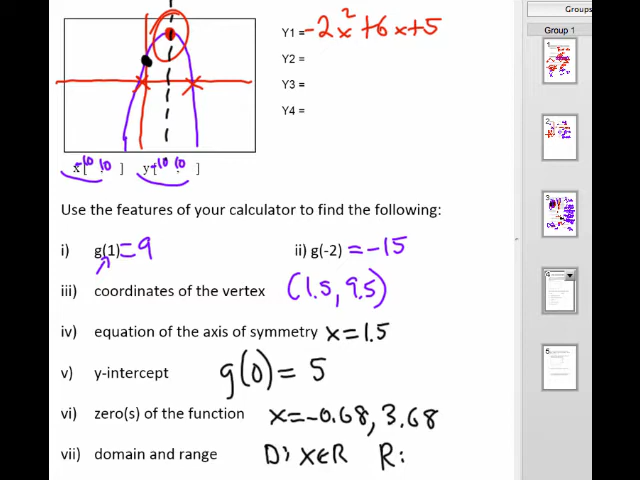 Groups
Group 1
Y1 = -2x² +6x+5
Y2 =
Y3 =
Y4 =
x[-10, 10 ] y[-10, 10 ]
Use the features of your calculator to find the following:
i) g(1) = 9 ii) g(-2) = -15
iii) coordinates of the vertex (1.5, 9.5)
iv) equation of the axis of symmetry x=1.5
v) y-intercept g(0) = 5
vi) zero(s) of the function x=-0.68, 3.68
vii) domain and range D: x∈R R: